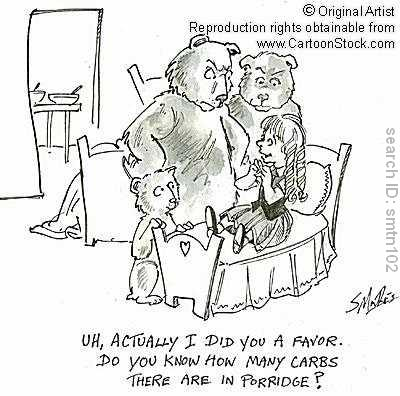 © Original Artist
Reproduction rights obtainable from
www.CartoonStock.com
search ID: smtn102
UH, ACTUALLY I DID YOU A FAVOR.
DO YOU KNOW HOW MANY CARBS
THERE ARE IN PORRIDGE?